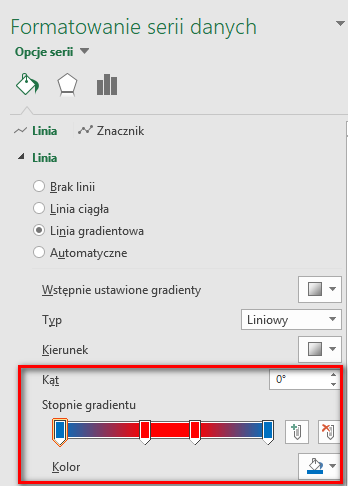 Formatowanie serii danych
Opcje serii
Linia Znacznik
Linia
Brak linii
Linia ciągła
Linia gradientowa
Automatyczne
Wstępnie ustawione gradienty
Typ Liniowy
Kierunek
Kąt 0°
Stopnie gradientu
Kolor